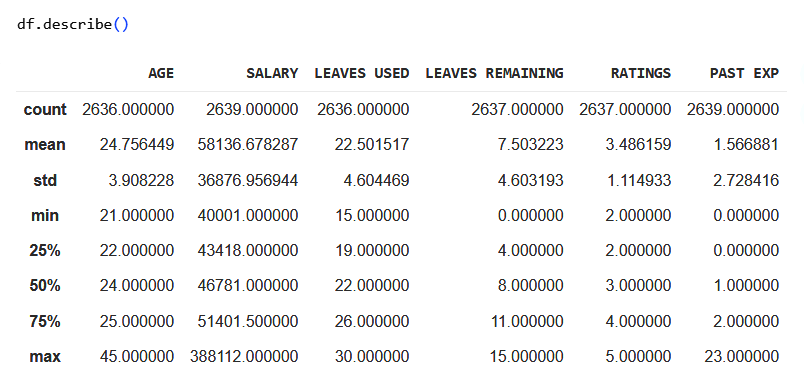 df.describe()
AGE SALARY LEAVES USED LEAVES REMAINING RATINGS PAST EXP
count 2636.000000 2639.000000 2636.000000 2637.000000 2637.000000 2639.000000
mean 24.756449 58136.678287 22.501517 7.503223 3.486159 1.566881
std 3.908228 36876.956944 4.604469 4.603193 1.114933 2.728416
min 21.000000 40001.000000 15.000000 0.000000 2.000000 0.000000
25% 22.000000 43418.000000 19.000000 4.000000 2.000000 0.000000
50% 24.000000 46781.000000 22.000000 8.000000 3.000000 1.000000
75% 25.000000 51401.500000 26.000000 11.000000 4.000000 2.000000
max 45.000000 388112.000000 30.000000 15.000000 5.000000 23.000000